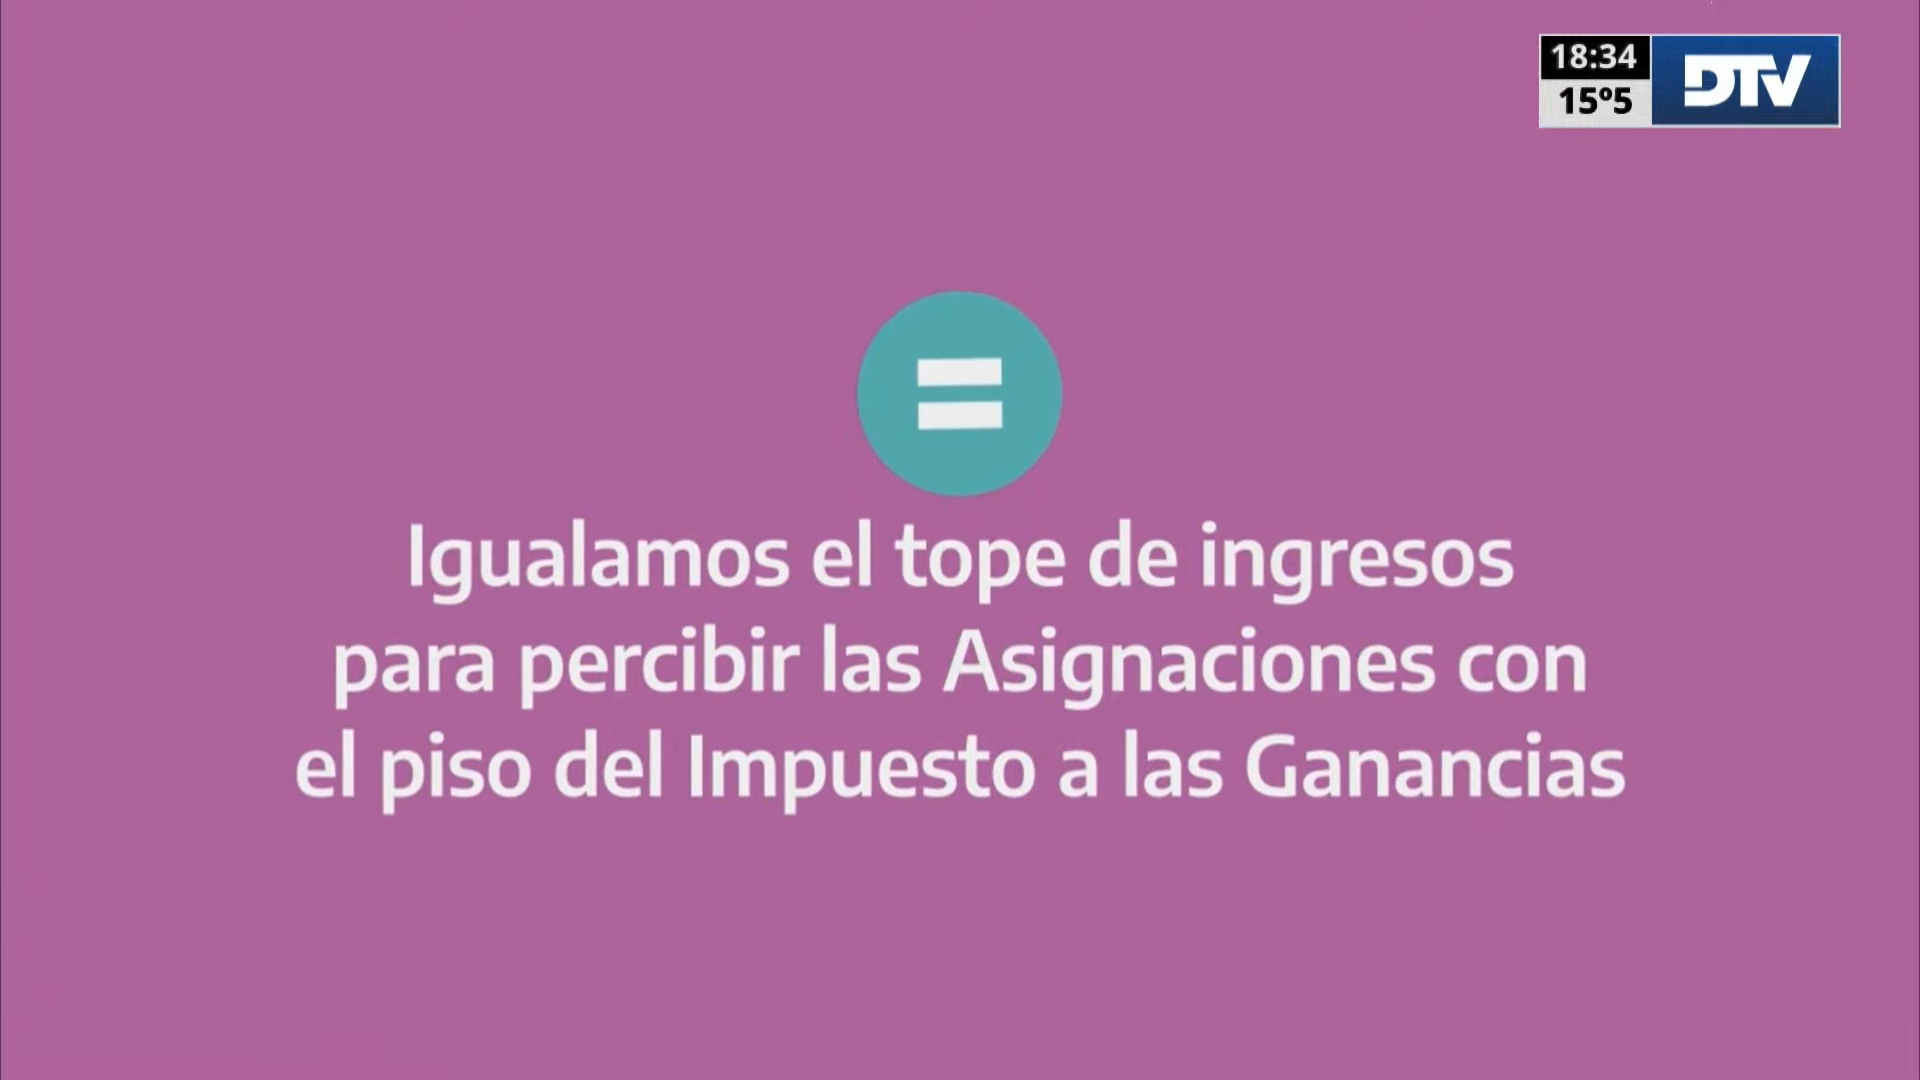 18:34
15º5
DTV
=
Igualamos el tope de ingresos
para percibir las Asignaciones con
el piso del Impuesto a las Ganancias